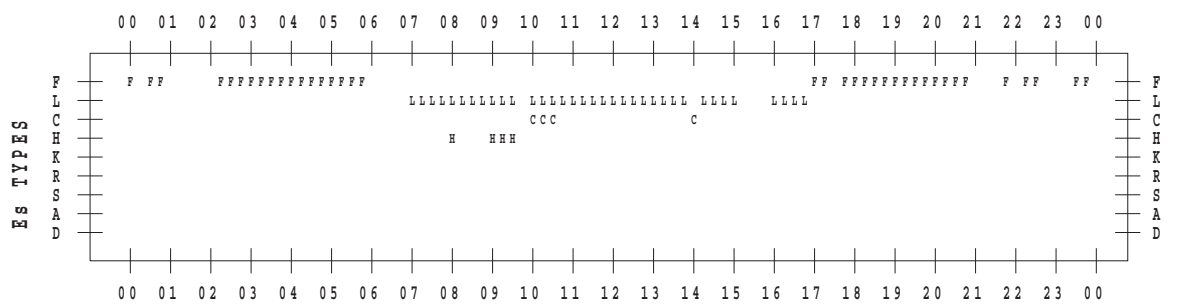 00 01 02 03 04 05 06 07 08 09 10 11 12 13 14 15 16 17 18 19 20 21 22 23 00
F F FF FFFFFFFFFFFFFFF FF FFFFFFFFFFFFF F FF FF F
L LLLLLLLLLLL LLLLLLLLLLLLLLLL LLLL LLLL L
C CCC C C
H H HHH H
K K
R R
S S
A A
D D
Es TYPES
00 01 02 03 04 05 06 07 08 09 10 11 12 13 14 15 16 17 18 19 20 21 22 23 00